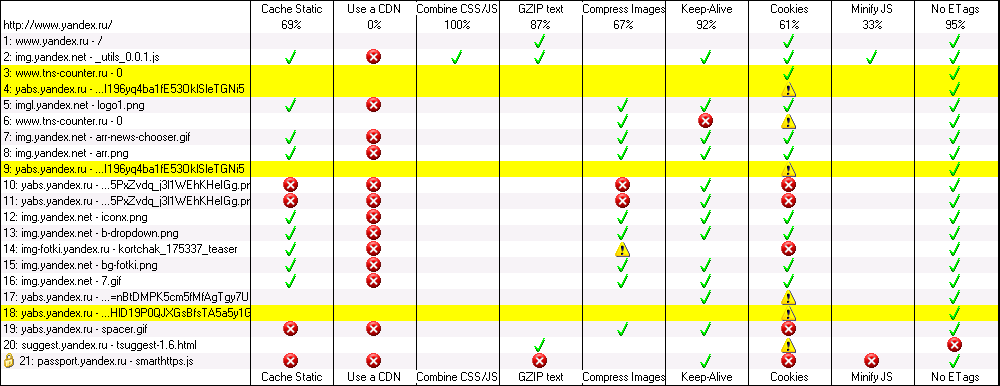 Cache Static Use a CDN Combine CSS/JS GZIP text Compress Images Keep-Alive Cookies Minify JS No ETags
http://www.yandex.ru/ 69% 0% 100% 87% 67% 92% 61% 33% 95%
1: www.yandex.ru - /
2: img.yandex.net - _utils_0.0.1.js
3: www.tns-counter.ru - 0
4: yabs.yandex.ru - ...I196yq4ba1fE53OklSIeTGNi5
5: imgl.yandex.net - logo1.png
6: www.tns-counter.ru - 0
7: img.yandex.net - arr-news-chooser.gif
8: img.yandex.net - arr.png
9: yabs.yandex.ru - ...I196yq4ba1fE53OklSIeTGNi5
10: yabs.yandex.ru - ...5PxZvdq_j3l1WEhKHeIGg.pr
11: yabs.yandex.ru - ...5PxZvdq_j3l1WEhKHeIGg.pr
12: img.yandex.net - iconx.png
13: img.yandex.net - b-dropdown.png
14: img-fotki.yandex.ru - kortchak_175337_teaser
15: img.yandex.net - bg-fotki.png
16: img.yandex.net - 7.gif
17: yabs.yandex.ru - ...=nBtDMPK5cm5fMfAgTgy7U
18: yabs.yandex.ru - ...HID19P0QJXGsBfsTA5a5y1G
19: yabs.yandex.ru - spacer.gif
20: suggest.yandex.ru - tsuggest-1.6.html
21: passport.yandex.ru - smarthttps.js
Cache Static Use a CDN Combine CSS/JS GZIP text Compress Images Keep-Alive Cookies Minify JS No ETags